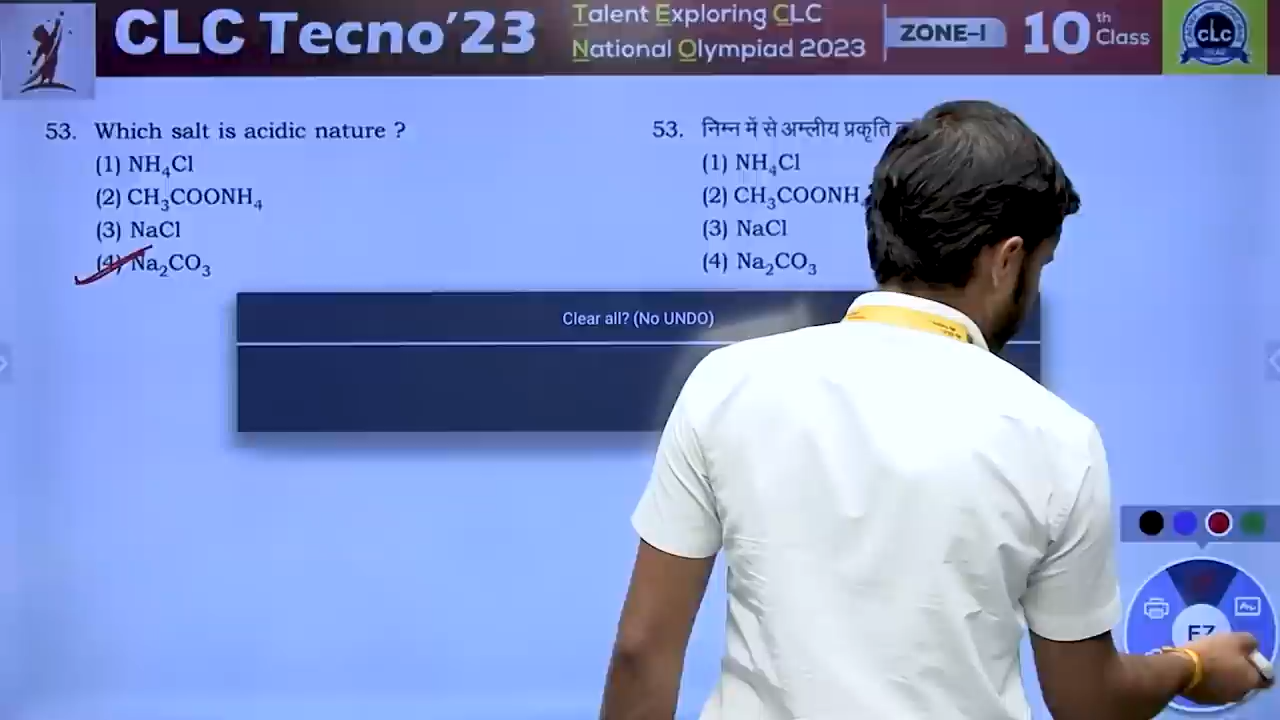 CLC Tecno'23
Talent Exploring CLC
National Olympiad 2023
ZONE-I
10th Class
cLc
53. Which salt is acidic nature ?
(1) NH₄Cl
(2) CH₃COONH₄
(3) NaCl
(4) Na₂CO₃
53. निम्न में से अम्लीय प्रकृति
(1) NH₄Cl
(2) CH₃COONH
(3) NaCl
(4) Na₂CO₃
Clear all? (No UNDO)
EZ